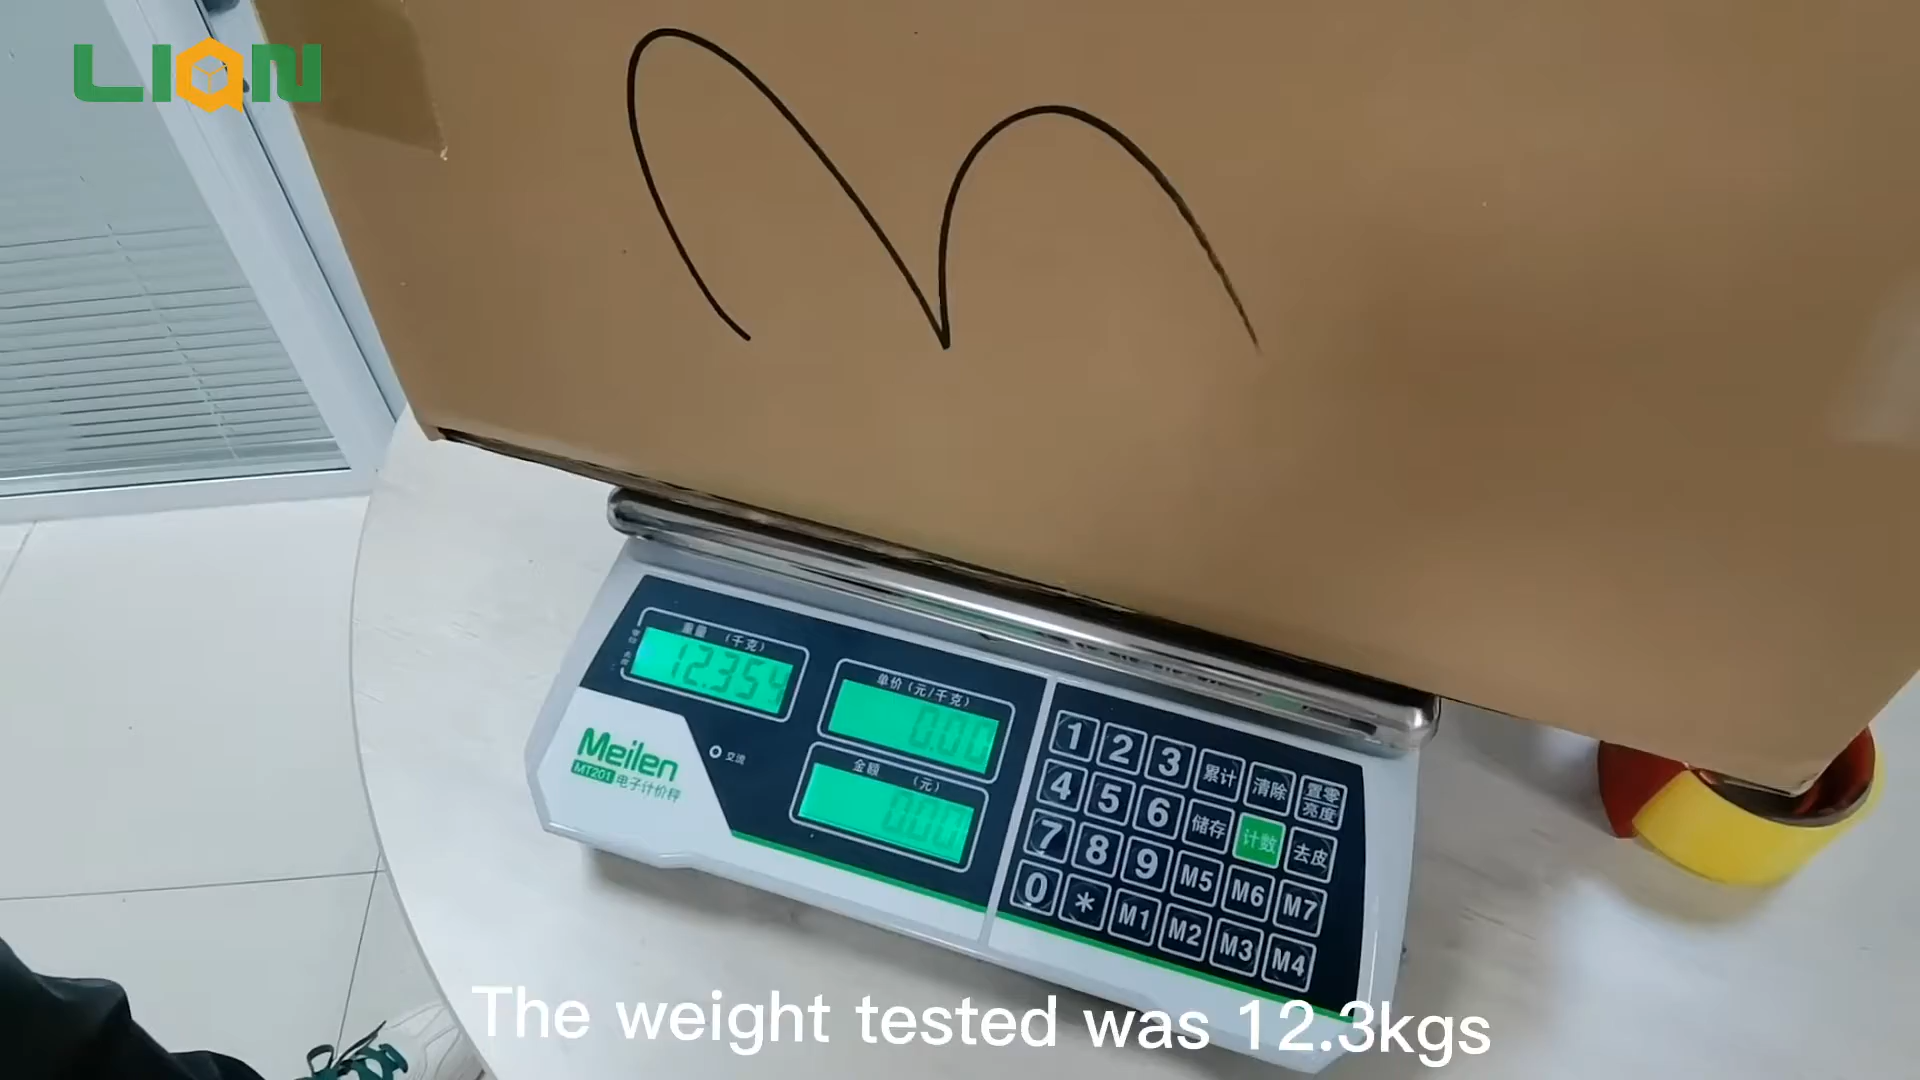 LION
3
重量 (千克)
12.354
单价 (元/千克)
0.00
金额 (元)
0.00
交流
Meilen
MT201 电子计价秤
1 2 3 累计 清除 置零 亮度
4 5 6 储存 计数 去皮
7 8 9 M5 M6 M7
0 * M1 M2 M3 M4
The weight tested was 12.3kgs